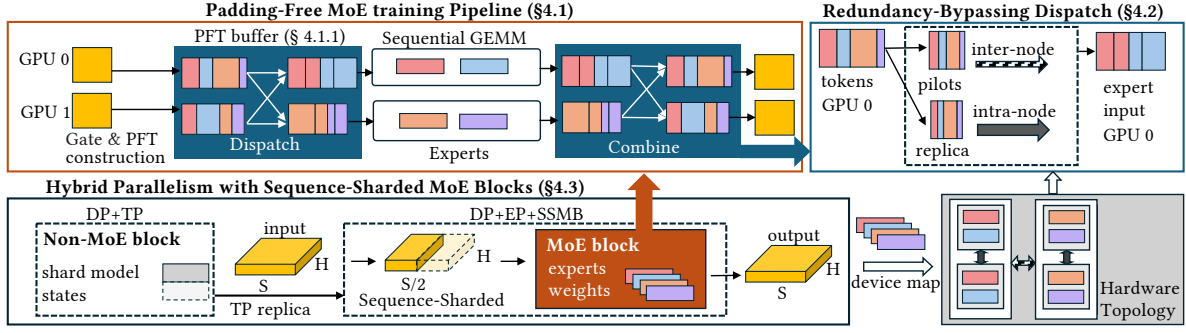 Padding-Free MoE training Pipeline (§4.1)
GPU 0
GPU 1
Gate & PFT
construction
PFT buffer (§ 4.1.1)
Dispatch
Sequential GEMM
Experts
Combine
Redundancy-Bypassing Dispatch (§4.2)
tokens
GPU 0
pilots
replica
inter-node
intra-node
expert
input
GPU 0
Hybrid Parallelism with Sequence-Sharded MoE Blocks (§4.3)
DP+TP
Non-MoE block
shard model
states
input
H
S
TP replica
DP+EP+SSMB
H
S/2
Sequence-Sharded
MoE block
experts
weights
output
H
S
device map
Hardware
Topology